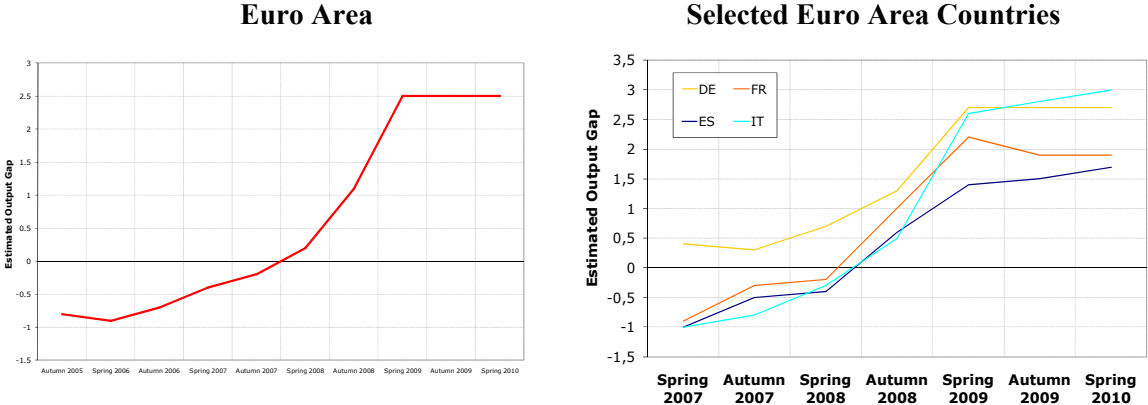 Euro Area
Estimated Output Gap
3
2.5
2
1.5
1
0.5
0
-0.5
-1
-1.5
Autumn 2005 Spring 2006 Autumn 2006 Spring 2007 Autumn 2007 Spring 2008 Autumn 2008 Spring 2009 Autumn 2009 Spring 2010
Selected Euro Area Countries
Estimated Output Gap
3,5
3
2,5
2
1,5
1
0,5
0
-0,5
-1
-1,5
DE FR
ES IT
Spring Autumn Spring Autumn Spring Autumn Spring
2007 2007 2008 2008 2009 2009 2010